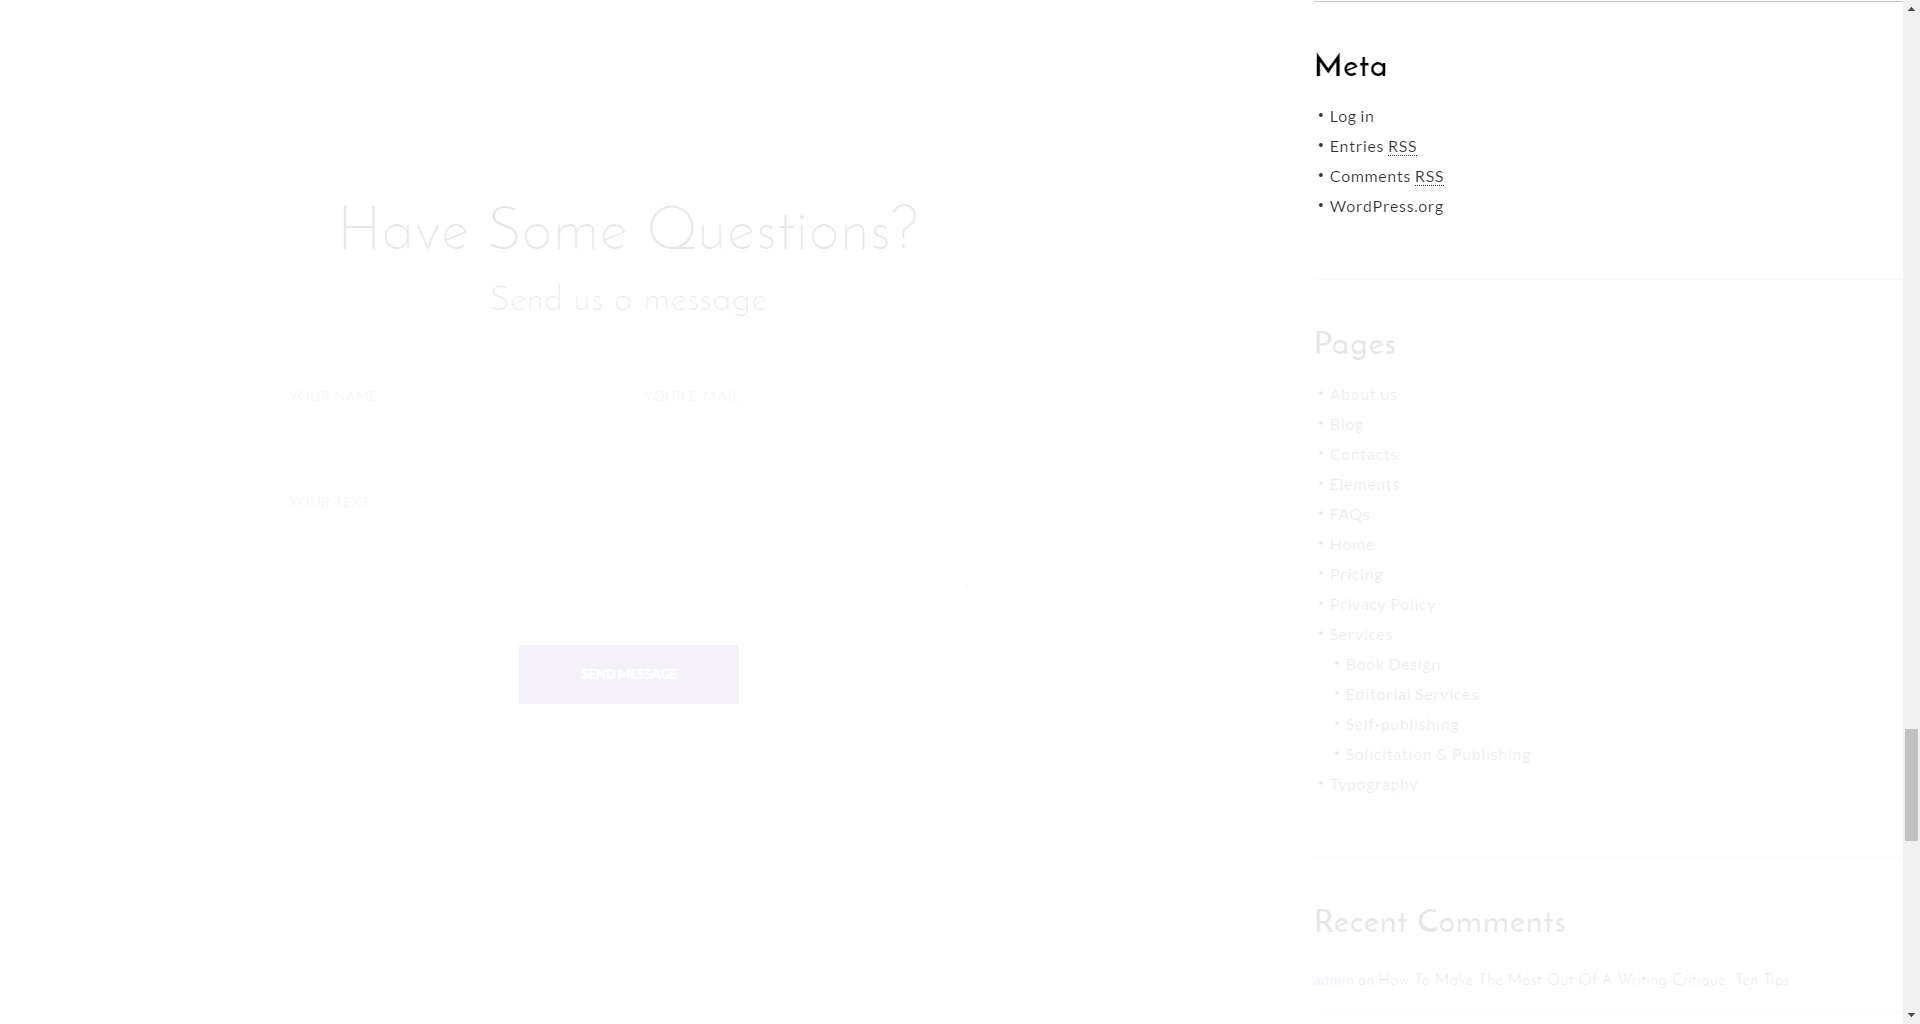 Have Some Questions?
Send us a message
YOUR NAME
YOUR E-MAIL
YOUR TEXT
SEND MESSAGE
Meta
• Log in
• Entries RSS
• Comments RSS
• WordPress.org
Pages
• About us
• Blog
• Contacts
• Elements
• FAQs
• Home
• Pricing
• Privacy Policy
• Services
• Book Design
• Editorial Services
• Self-publishing
• Solicitation & Publishing
• Typography
Recent Comments
admin on How To Make The Most Out Of A Writing Critique: Ten Tips